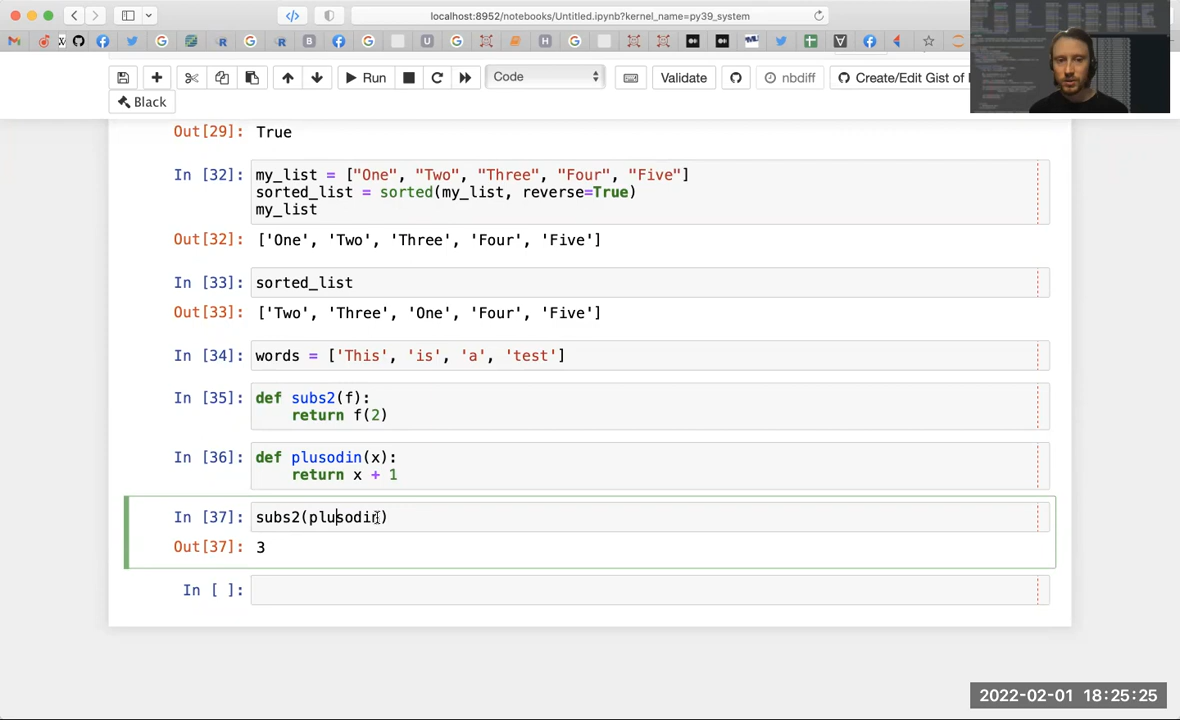 localhost:8952/notebooks/Untitled.ipynb?kernel_name=py39_system
Run
Code
Validate
nbdiff
Create/Edit Gist of
Black
Out[29]: True
In [32]: my_list = ["One", "Two", "Three", "Four", "Five"]
sorted_list = sorted(my_list, reverse=True)
my_list
Out[32]: ['One', 'Two', 'Three', 'Four', 'Five']
In [33]: sorted_list
Out[33]: ['Two', 'Three', 'One', 'Four', 'Five']
In [34]: words = ['This', 'is', 'a', 'test']
In [35]: def subs2(f):
return f(2)
In [36]: def plusodin(x):
return x + 1
In [37]: subs2(plusodin)
Out[37]: 3
In [ ]:
2022-02-01 18:25:25